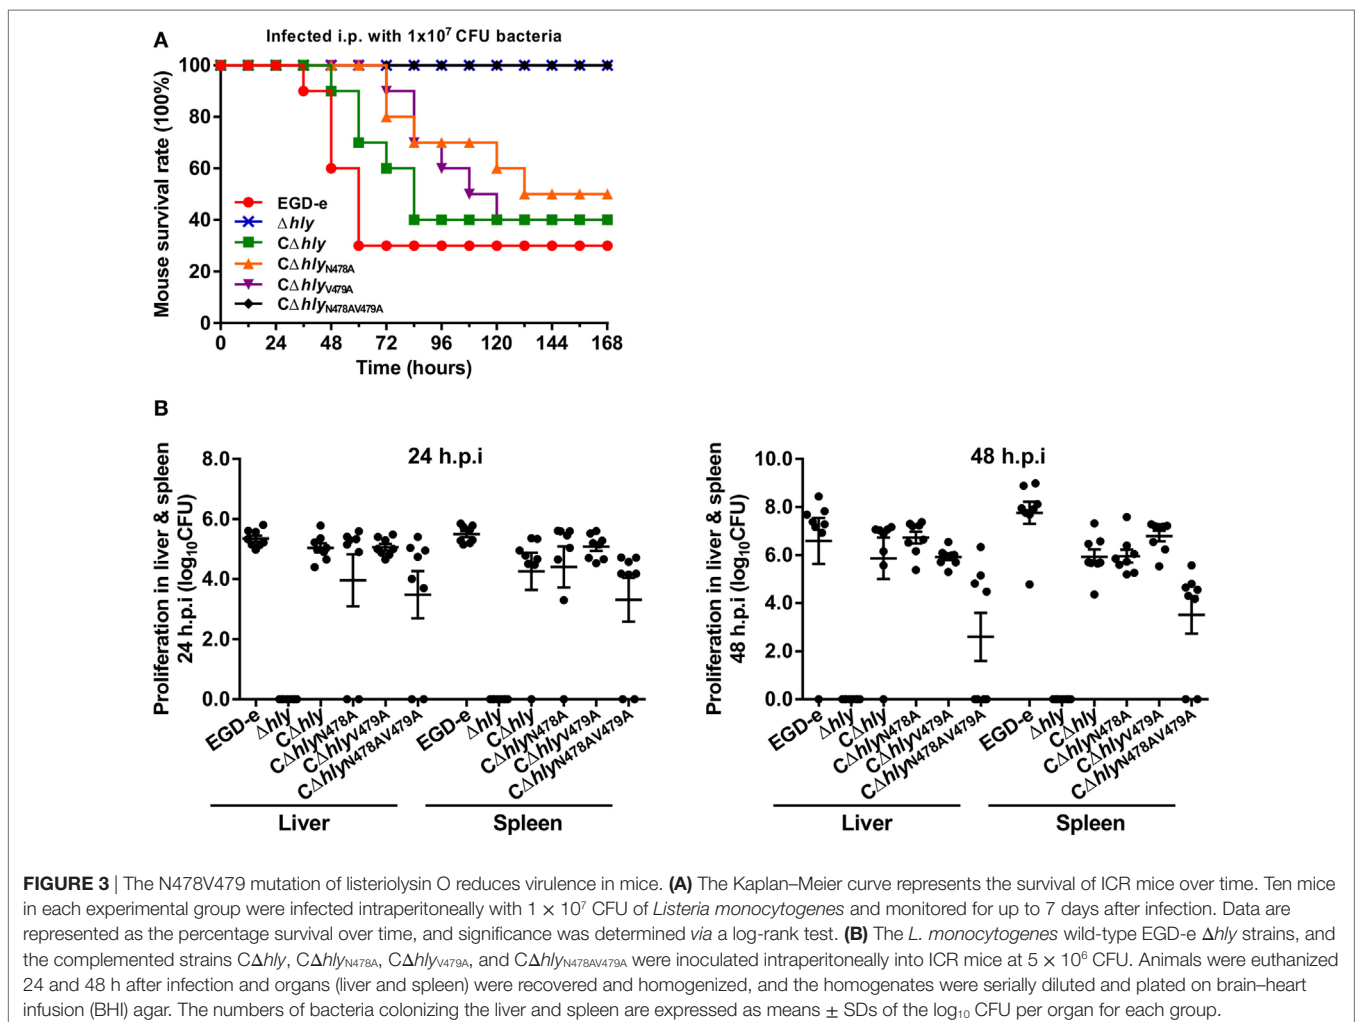 A
Infected i.p. with 1x10⁷ CFU bacteria
Mouse survival rate (100%)
100
80
60
40
20
0
EGD-e
Δhly
CΔhly
CΔhlyN478A
CΔhlyV479A
CΔhlyN478AV479A
0 24 48 72 96 120 144 168
Time (hours)
B
24 h.p.i
Proliferation in liver & spleen
24 h.p.i (log₁₀CFU)
8.0
6.0
4.0
2.0
0.0
EGD-e
Δhly
CΔhly
CΔhlyN478A
CΔhlyV479A
CΔhlyN478AV479A
EGD-e
Δhly
CΔhly
CΔhlyN478A
CΔhlyV479A
CΔhlyN478AV479A
Liver Spleen
48 h.p.i
Proliferation in liver & spleen
48 h.p.i (log₁₀CFU)
10.0
8.0
6.0
4.0
2.0
0.0
EGD-e
Δhly
CΔhly
CΔhlyN478A
CΔhlyV479A
CΔhlyN478AV479A
EGD-e
Δhly
CΔhly
CΔhlyN478A
CΔhlyV479A
CΔhlyN478AV479A
Liver Spleen
FIGURE 3 | The N478V479 mutation of listeriolysin O reduces virulence in mice. (A) The Kaplan–Meier curve represents the survival of ICR mice over time. Ten mice
in each experimental group were infected intraperitoneally with 1 × 10⁷ CFU of Listeria monocytogenes and monitored for up to 7 days after infection. Data are
represented as the percentage survival over time, and significance was determined via a log-rank test. (B) The L. monocytogenes wild-type EGD-e Δhly strains, and
the complemented strains CΔhly, CΔhlyN478A, CΔhlyV479A, and CΔhlyN478AV479A were inoculated intraperitoneally into ICR mice at 5 × 10⁶ CFU. Animals were euthanized
24 and 48 h after infection and organs (liver and spleen) were recovered and homogenized, and the homogenates were serially diluted and plated on brain–heart
infusion (BHI) agar. The numbers of bacteria colonizing the liver and spleen are expressed as means ± SDs of the log₁₀ CFU per organ for each group.